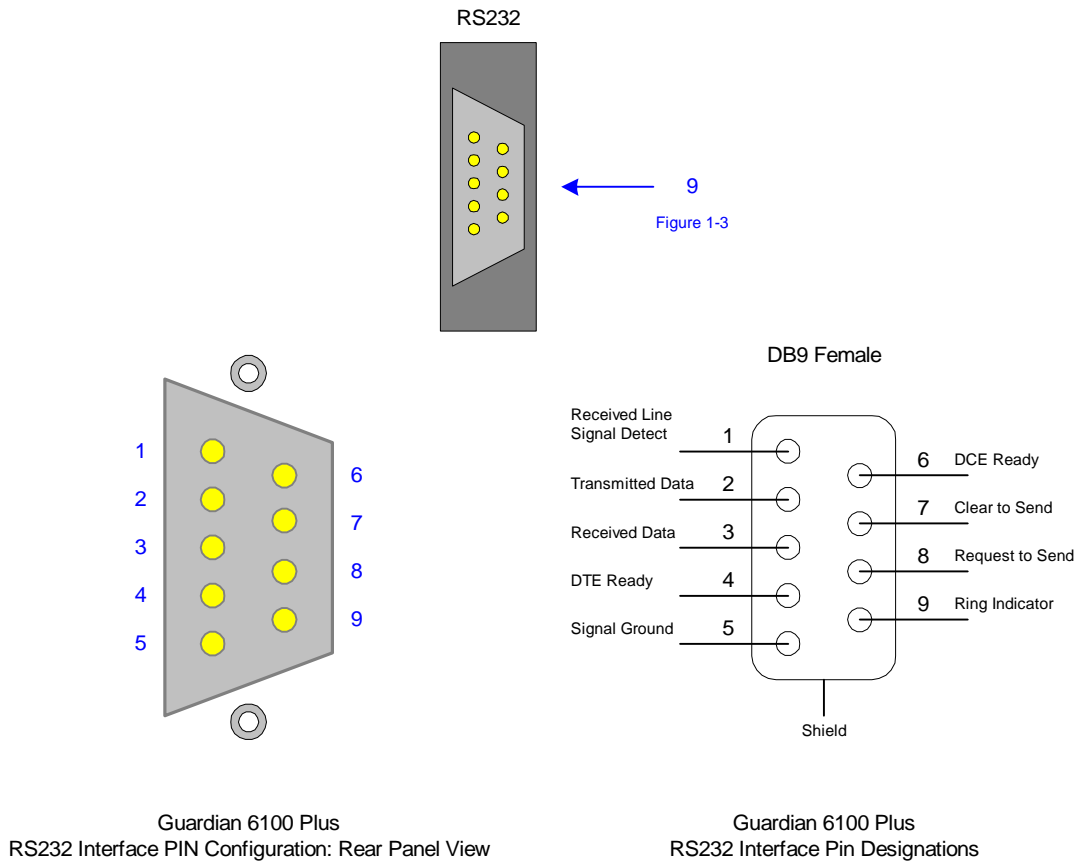 RS232
9
Figure 1-3
1
2
3
4
5
6
7
8
9
DB9 Female
Received Line
Signal Detect
1
Transmitted Data
2
Received Data
3
DTE Ready
4
Signal Ground
5
6
DCE Ready
7
Clear to Send
8
Request to Send
9
Ring Indicator
Shield
Guardian 6100 Plus
RS232 Interface PIN Configuration: Rear Panel View
Guardian 6100 Plus
RS232 Interface Pin Designations